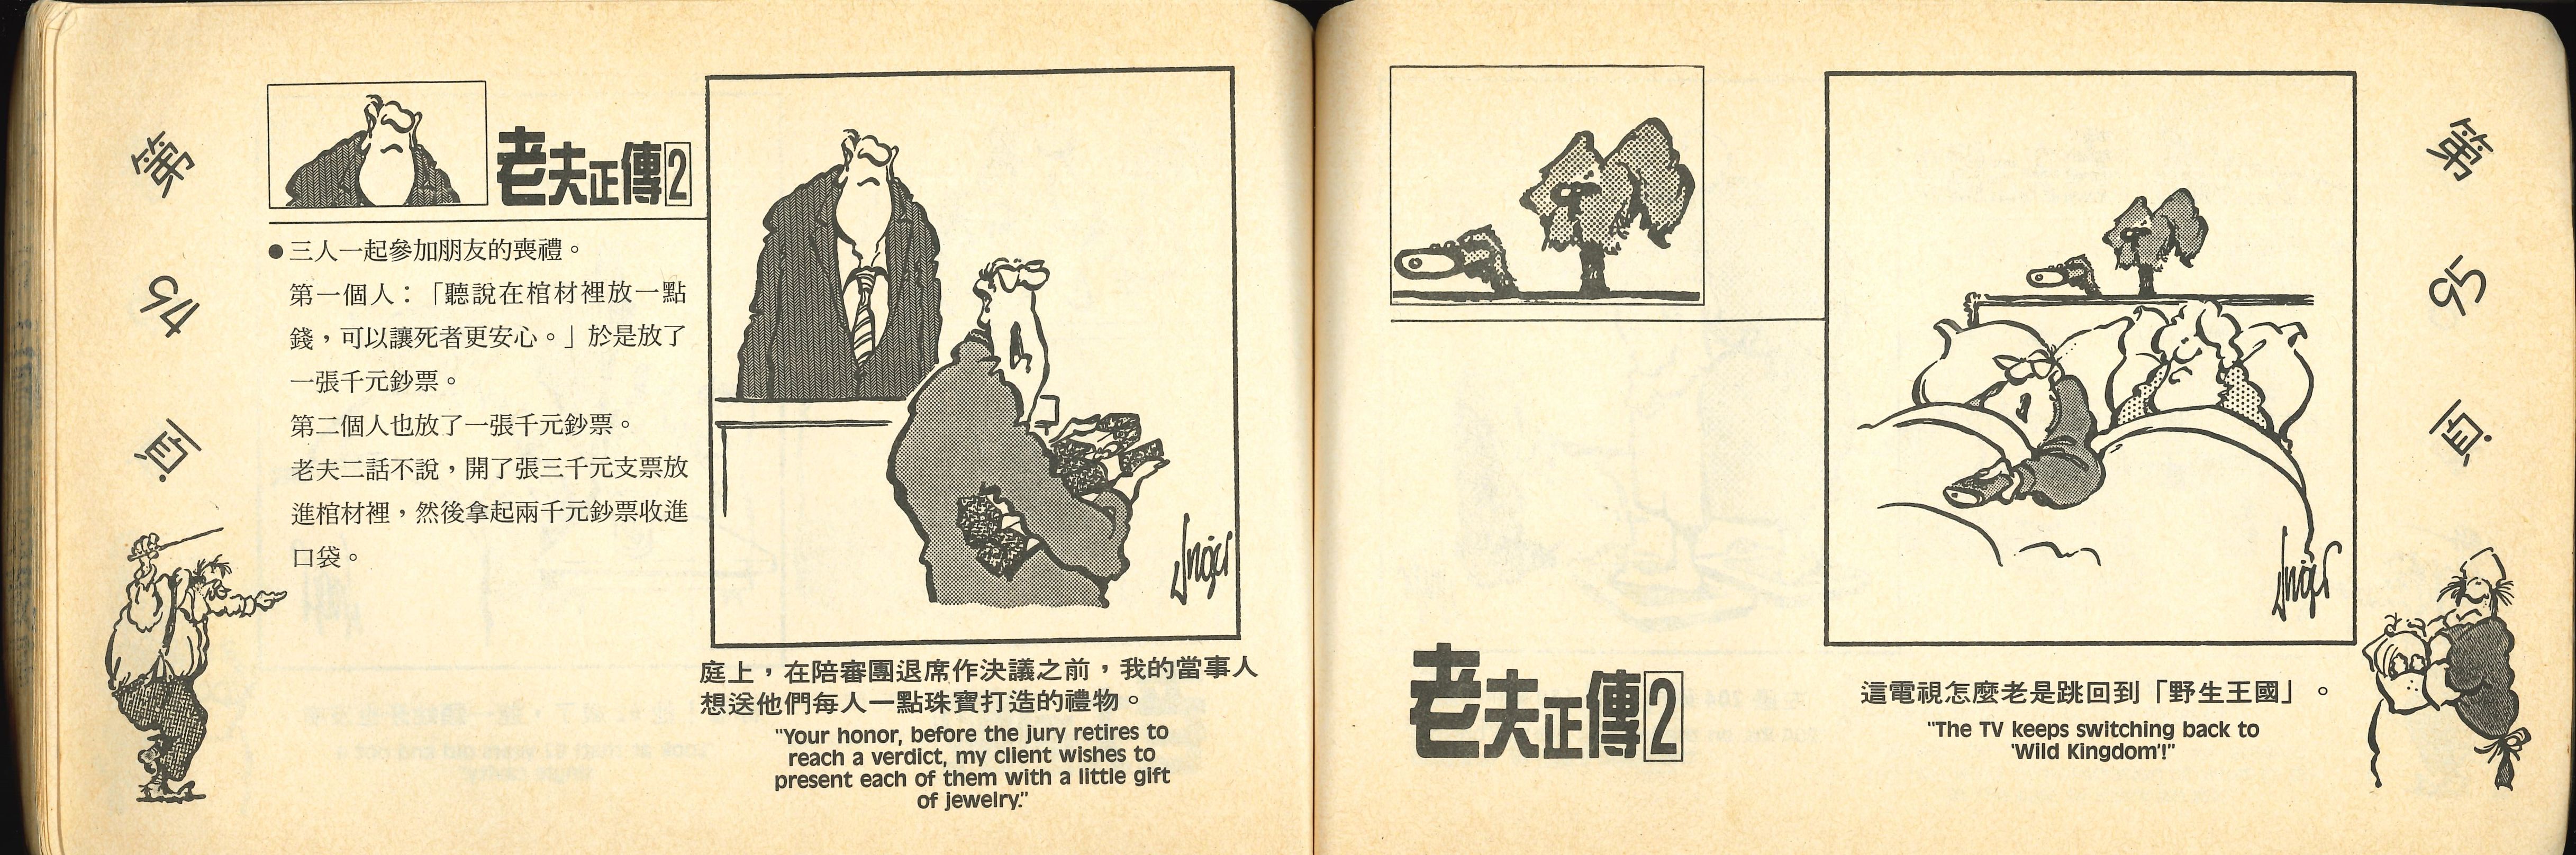 第
94
頁
老夫正傳2
●三人一起參加朋友的喪禮。
第一個人：「聽說在棺材裡放一點
錢，可以讓死者更安心。」於是放了
一張千元鈔票。
第二個人也放了一張千元鈔票。
老夫二話不說，開了張三千元支票放
進棺材裡，然後拿起兩千元鈔票收進
口袋。
庭上，在陪審團退席作決議之前，我的當事人
想送他們每人一點珠寶打造的禮物。
"Your honor, before the jury retires to
reach a verdict, my client wishes to
present each of them with a little gift
of jewelry."
老夫正傳2
這電視怎麼老是跳回到「野生王國」。
"The TV keeps switching back to
'Wild Kingdom'!"
第
95
頁